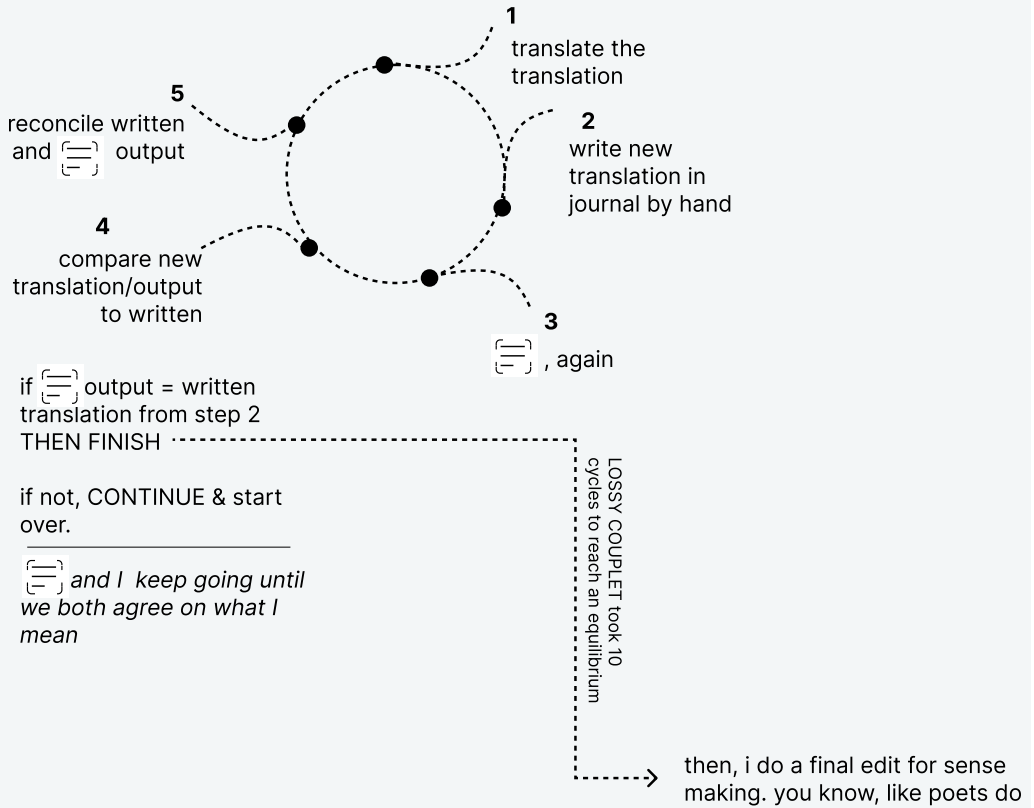 1
translate the
translation
2
write new
translation in
journal by hand
3
, again
4
compare new
translation/output
to written
5
reconcile written
and output
if output = written
translation from step 2
THEN FINISH
if not, CONTINUE & start
over.
and I keep going until
we both agree on what I
mean
LOSSY COUPLET took 10
cycles to reach an equilibrium
then, i do a final edit for sense
making. you know, like poets do